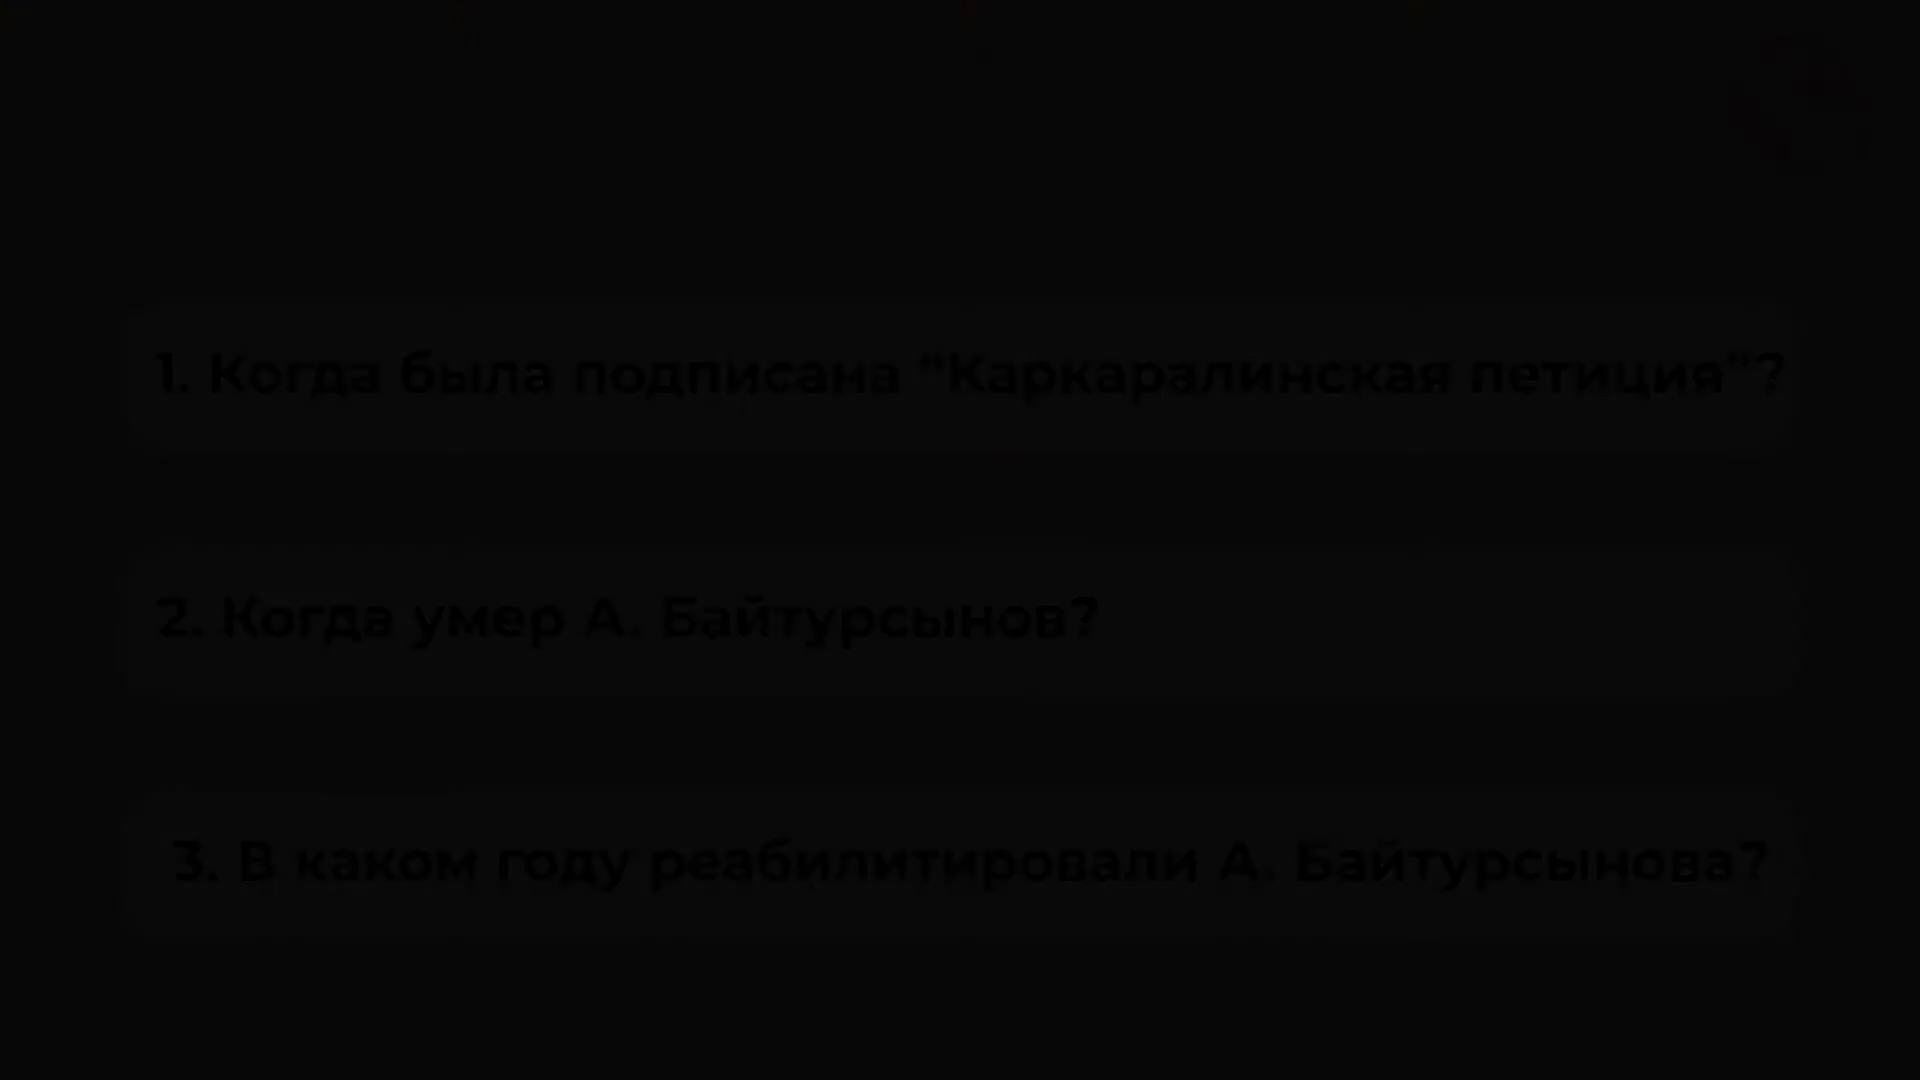 1. Когда была подписана "Каркаралинская петиция"?
2. Когда умер А. Байтурсынов?
3. В каком году реабилитировали А. Байтурсынова?